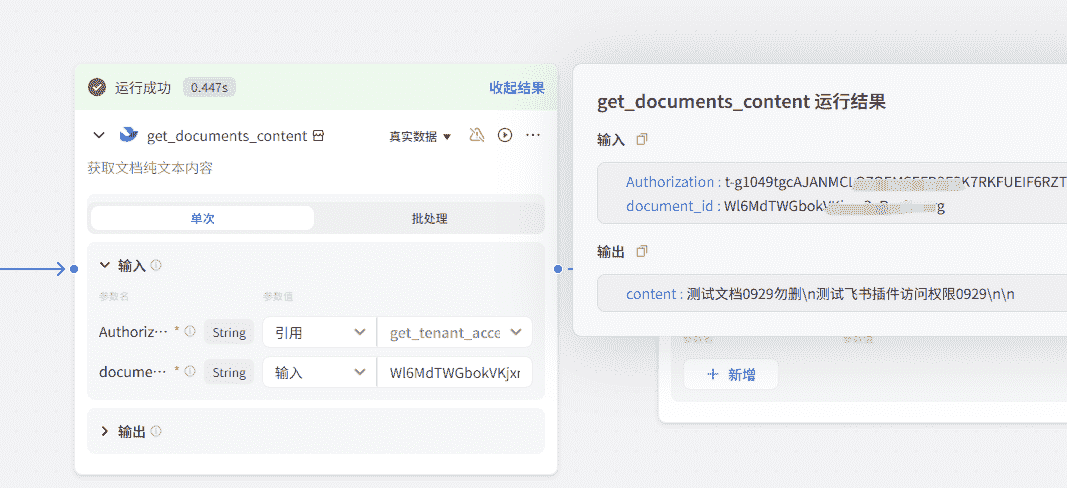 运行成功 0.447s 收起结果
get_documents_content 真实数据
获取文档纯文本内容
单次 批处理
输入
参数名 参数值
Authoriz··· * String 引用 get_tenant_acce
docume··· * String 输入 Wl6MdTWGbokVKjxr
输出
get_documents_content 运行结果
输入
Authorization : t-g1049tgcAJANMCL K7RKFUEIF6RZT
document_id : Wl6MdTWGbokV g
输出
content : 测试文档0929勿删\n测试飞书插件访问权限0929\n\n
参数名 参数值
新增